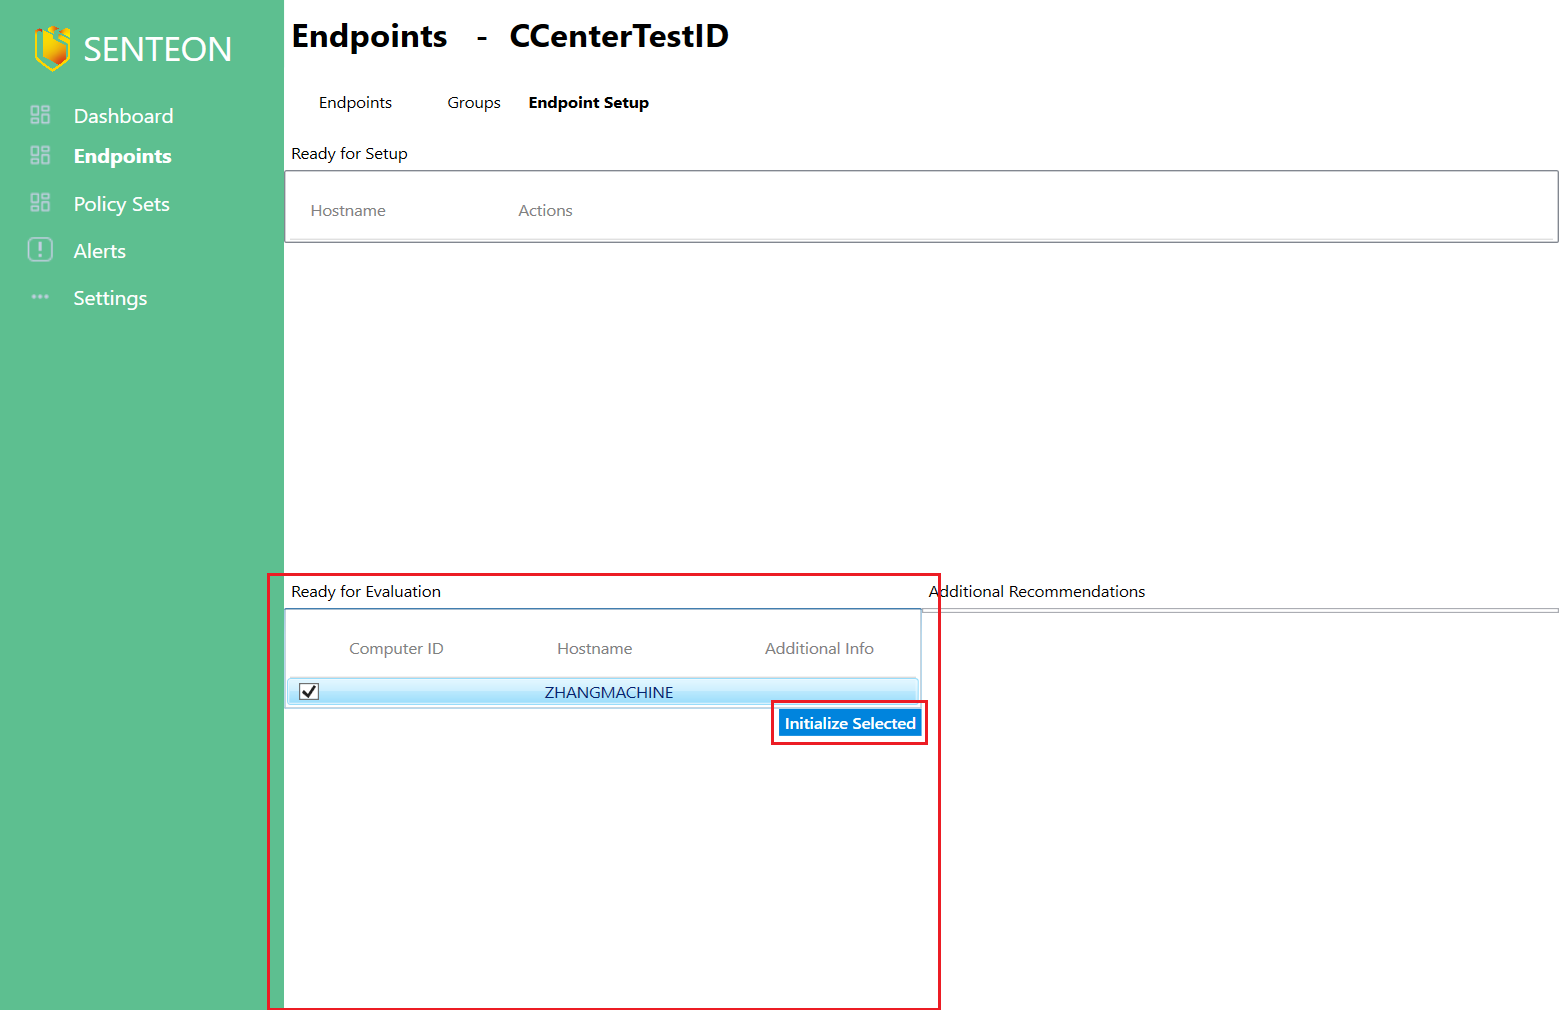 SENTEON
Dashboard
Endpoints
Policy Sets
Alerts
Settings
Endpoints - CCenterTestID
Endpoints Groups Endpoint Setup
Ready for Setup
Hostname Actions
Ready for Evaluation
Computer ID Hostname Additional Info
ZHANGMACHINE
Initialize Selected
Additional Recommendations